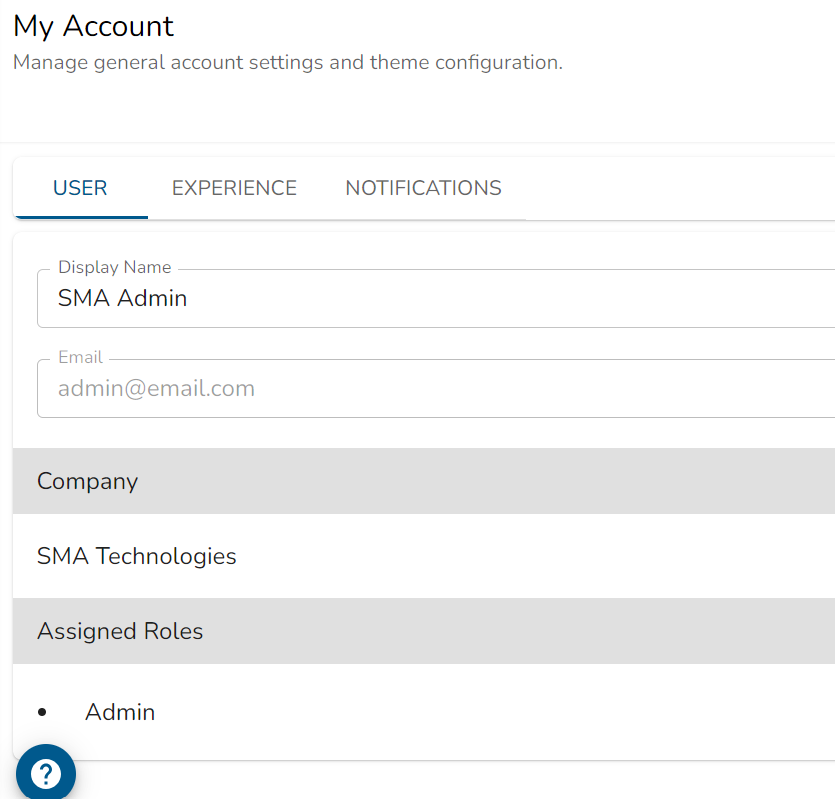 My Account
Manage general account settings and theme configuration.
USER EXPERIENCE NOTIFICATIONS
Display Name
SMA Admin
Email
admin@email.com
Company
SMA Technologies
Assigned Roles
• Admin
?